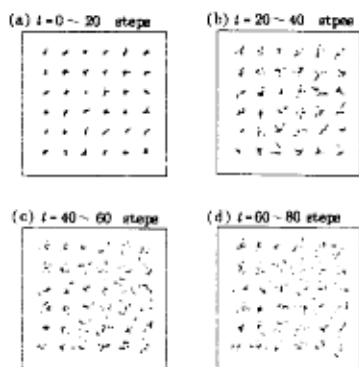 (a) t=0～20 steps
(b) t=20～40 stpes
(c) t=40～60 steps
(d) t=60～80 steps